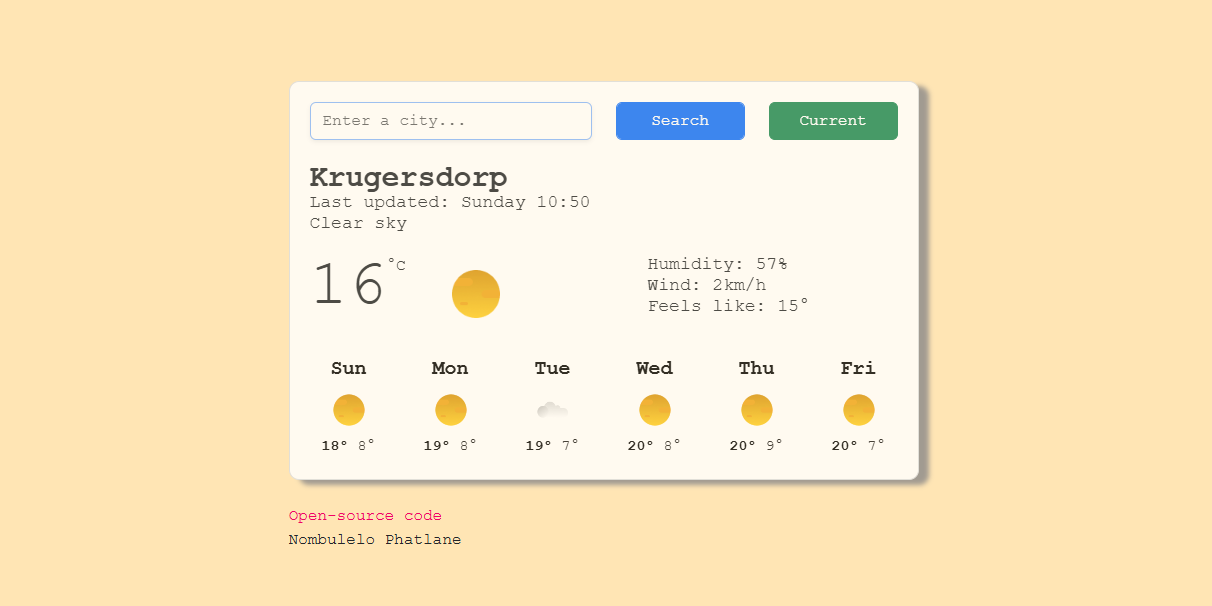 Enter a city... Search Current
Krugersdorp
Last updated: Sunday 10:50
Clear sky
16°C
Humidity: 57%
Wind: 2km/h
Feels like: 15°
Sun Mon Tue Wed Thu Fri
18° 8° 19° 8° 19° 7° 20° 8° 20° 9° 20° 7°
Open-source code
Nombulelo Phatlane